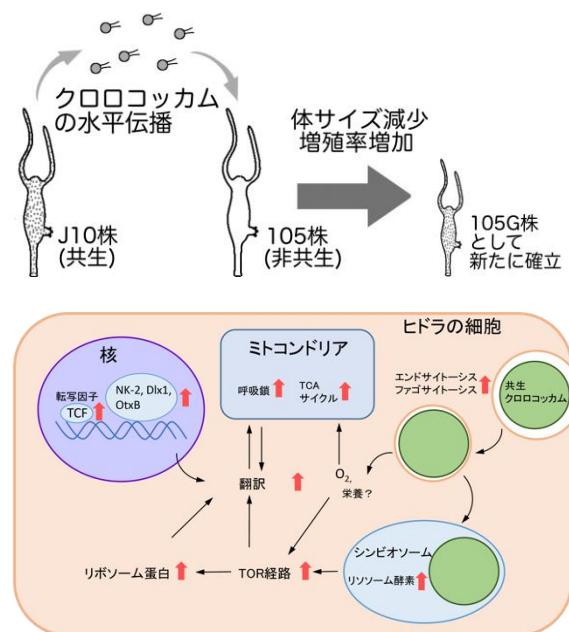 クロロコッカム
の水平伝播
体サイズ減少
増殖率増加
J10株
(共生)
105株
(非共生)
105G株
として
新たに確立
ヒドラの細胞
核
転写因子
TCF
NK-2, Dlx1,
OtxB
ミトコンドリア
呼吸鎖
TCA
サイクル
エンドサイトーシス
ファゴサイトーシス
共生
クロロコッカム
翻訳
O2,
栄養？
シンビオソーム
リソソーム酵素
リボソーム蛋白
TOR経路